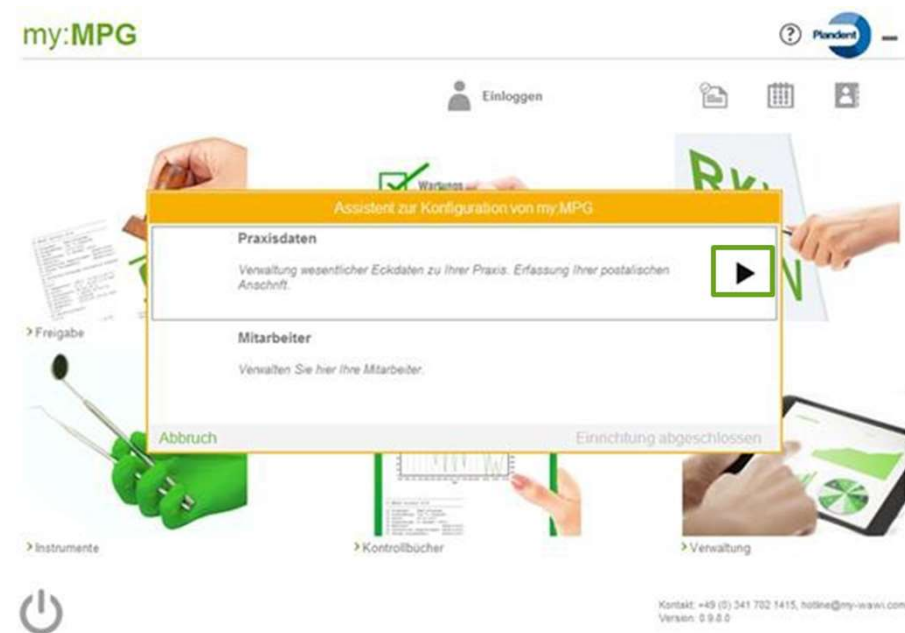 my:MPG
?
Plandent
Einloggen
Wartungs
RKI
Assistent zur Konfiguration von my:MPG
Praxisdaten
Verwaltung wesentlicher Eckdaten zu Ihrer Praxis. Erfassung Ihrer postalischen
Anschrift.
Mitarbeiter
Verwalten Sie hier Ihre Mitarbeiter.
Abbruch
Einrichtung abgeschlossen
Freigabe
Instrumente
Kontrollbücher
Verwaltung
Kontakt: +49 (0) 341 702 1415, hotline@my-wawi.com
Version: 0.9.8.0